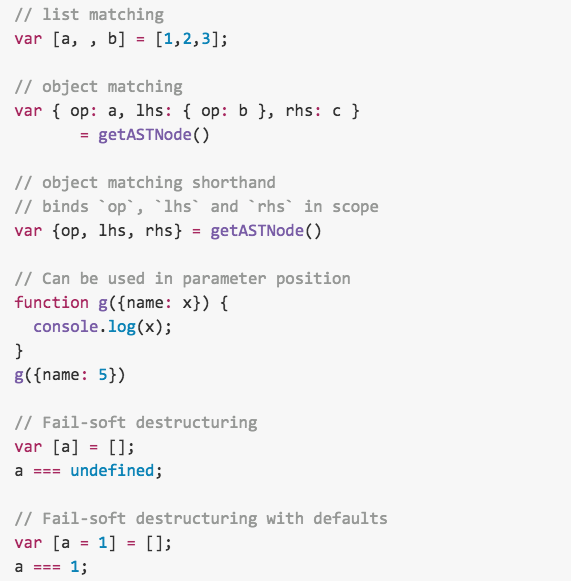 // list matching
var [a, , b] = [1,2,3];
// object matching
var { op: a, lhs: { op: b }, rhs: c }
       = getASTNode()
// object matching shorthand
// binds `op`, `lhs` and `rhs` in scope
var {op, lhs, rhs} = getASTNode()
// Can be used in parameter position
function g({name: x}) {
  console.log(x);
}
g({name: 5})
// Fail-soft destructuring
var [a] = [];
a === undefined;
// Fail-soft destructuring with defaults
var [a = 1] = [];
a === 1;